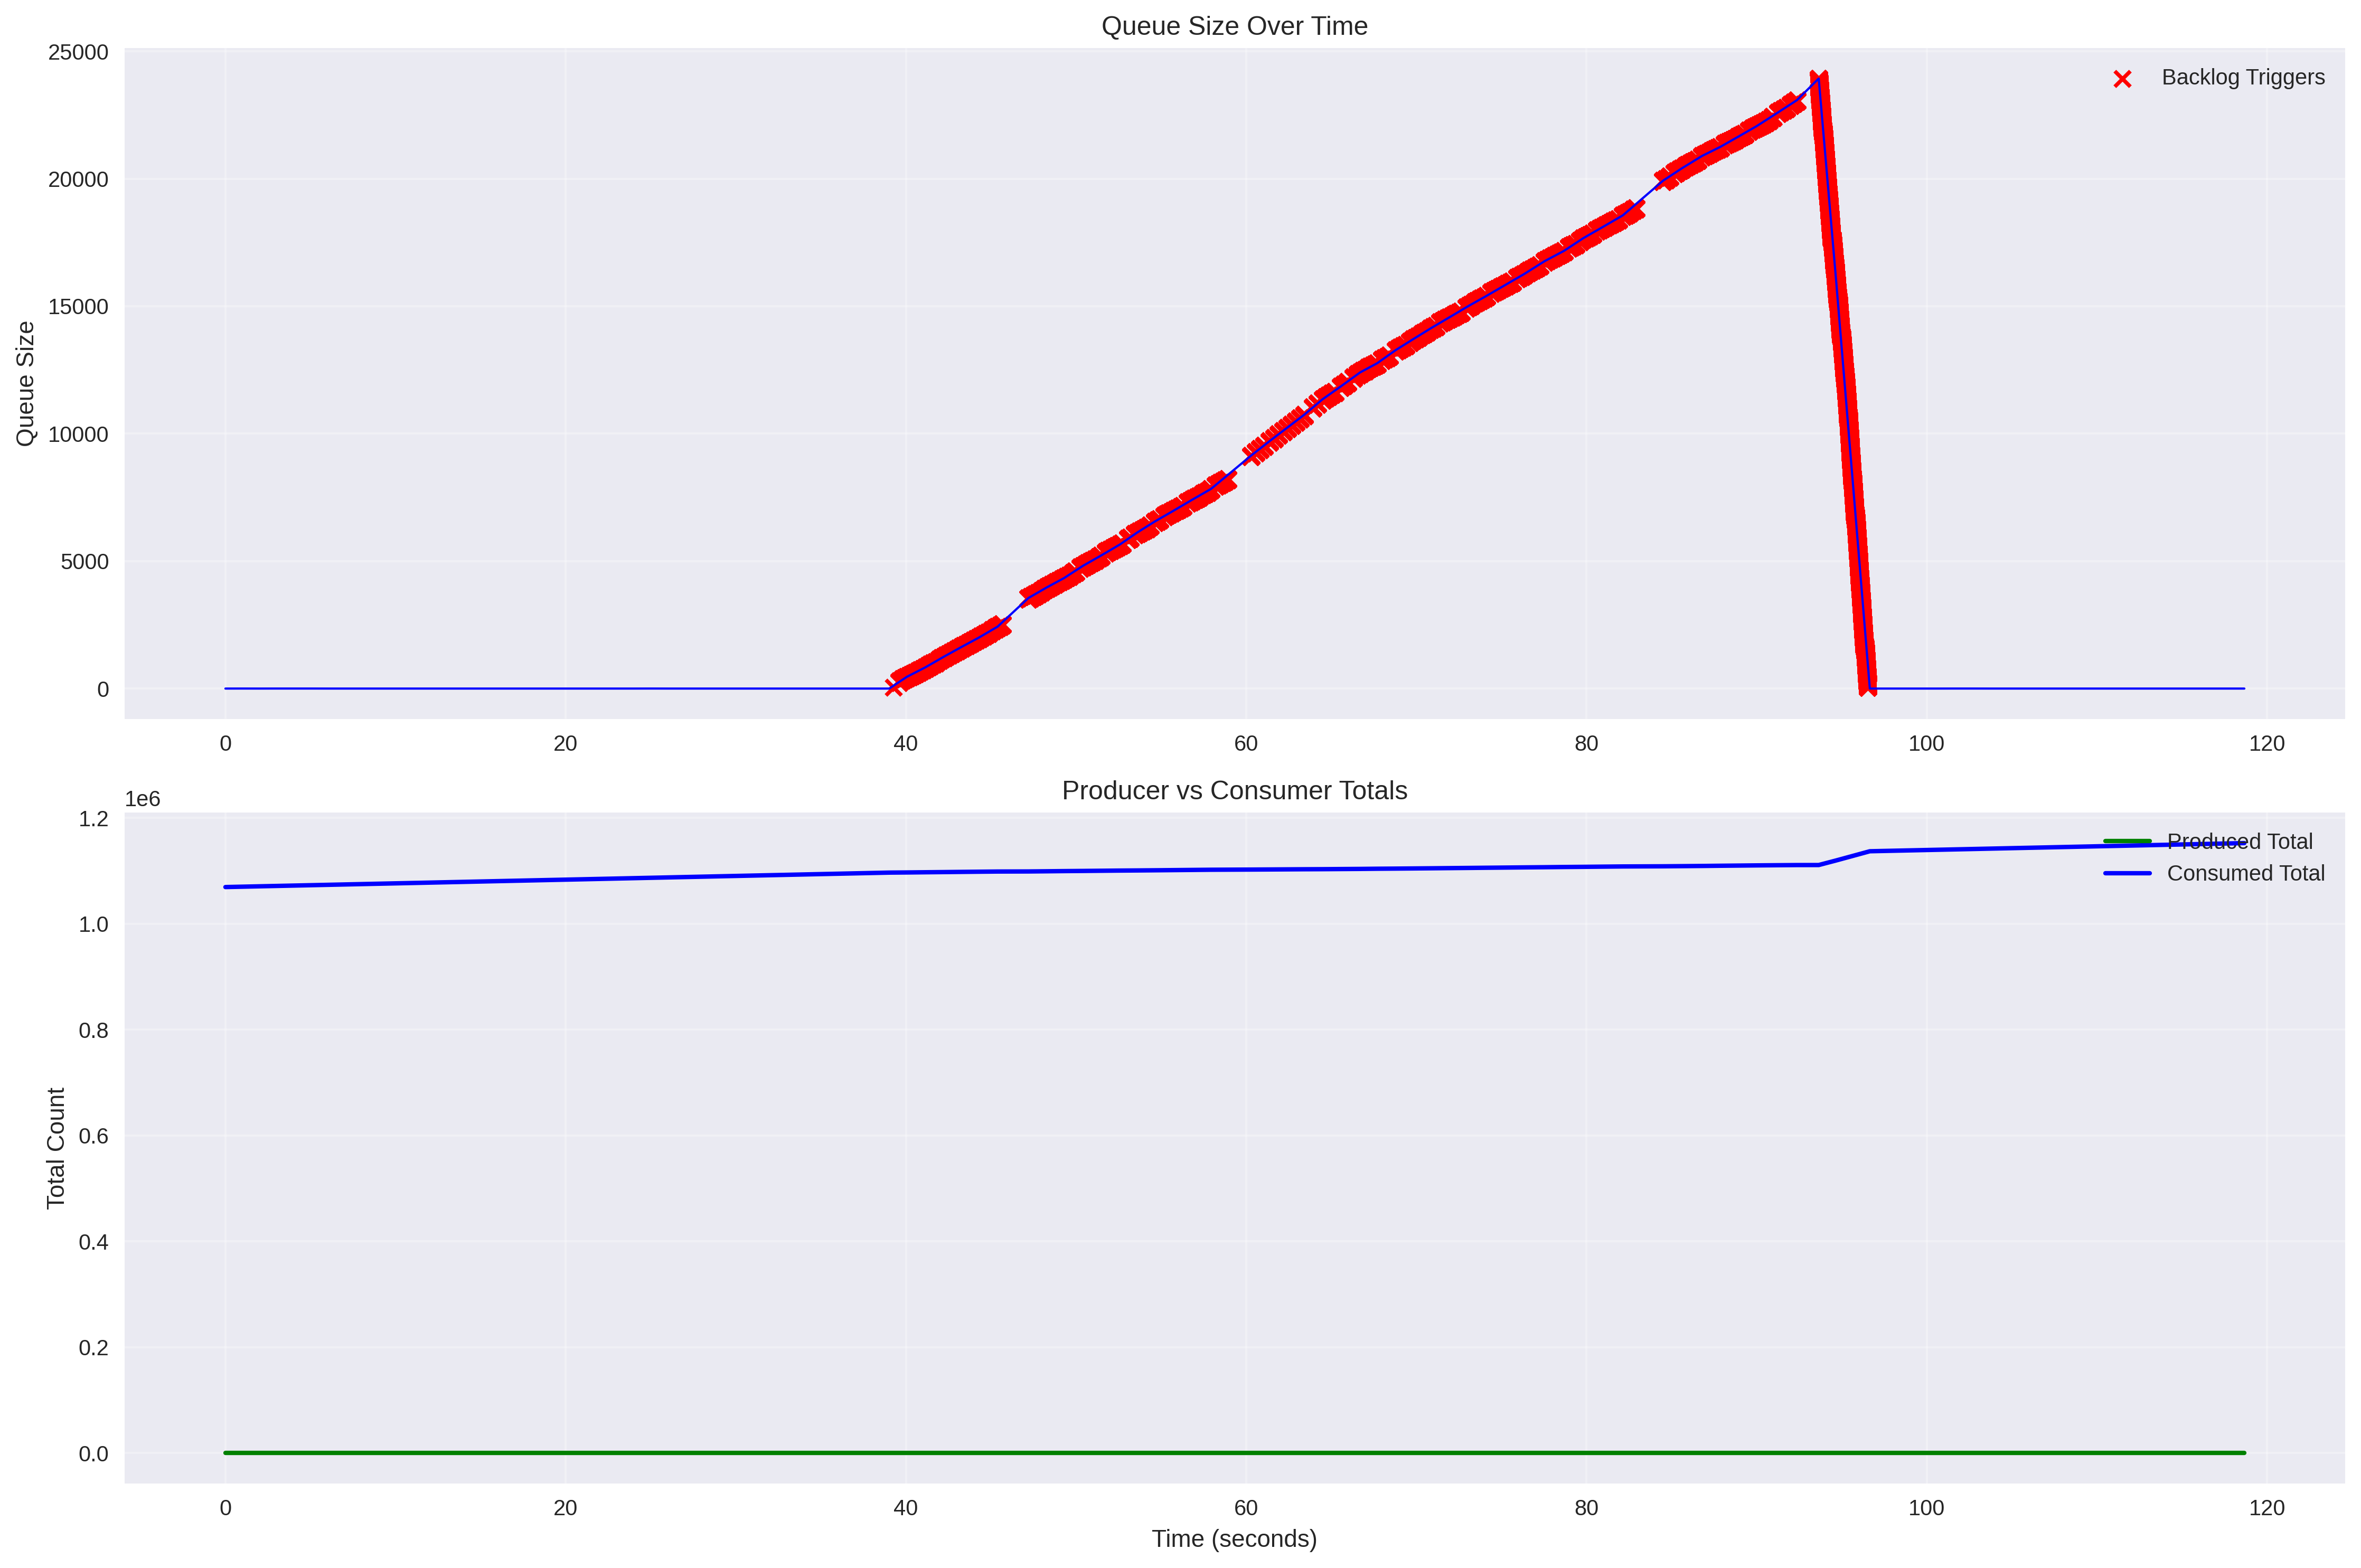 Queue Size Over Time
25000
20000
15000
10000
5000
0
Queue Size
Backlog Triggers
0 20 40 60 80 100 120
Producer vs Consumer Totals
1e6
1.2
1.0
0.8
0.6
0.4
0.2
0.0
Total Count
Produced Total
Consumed Total
0 20 40 60 80 100 120
Time (seconds)